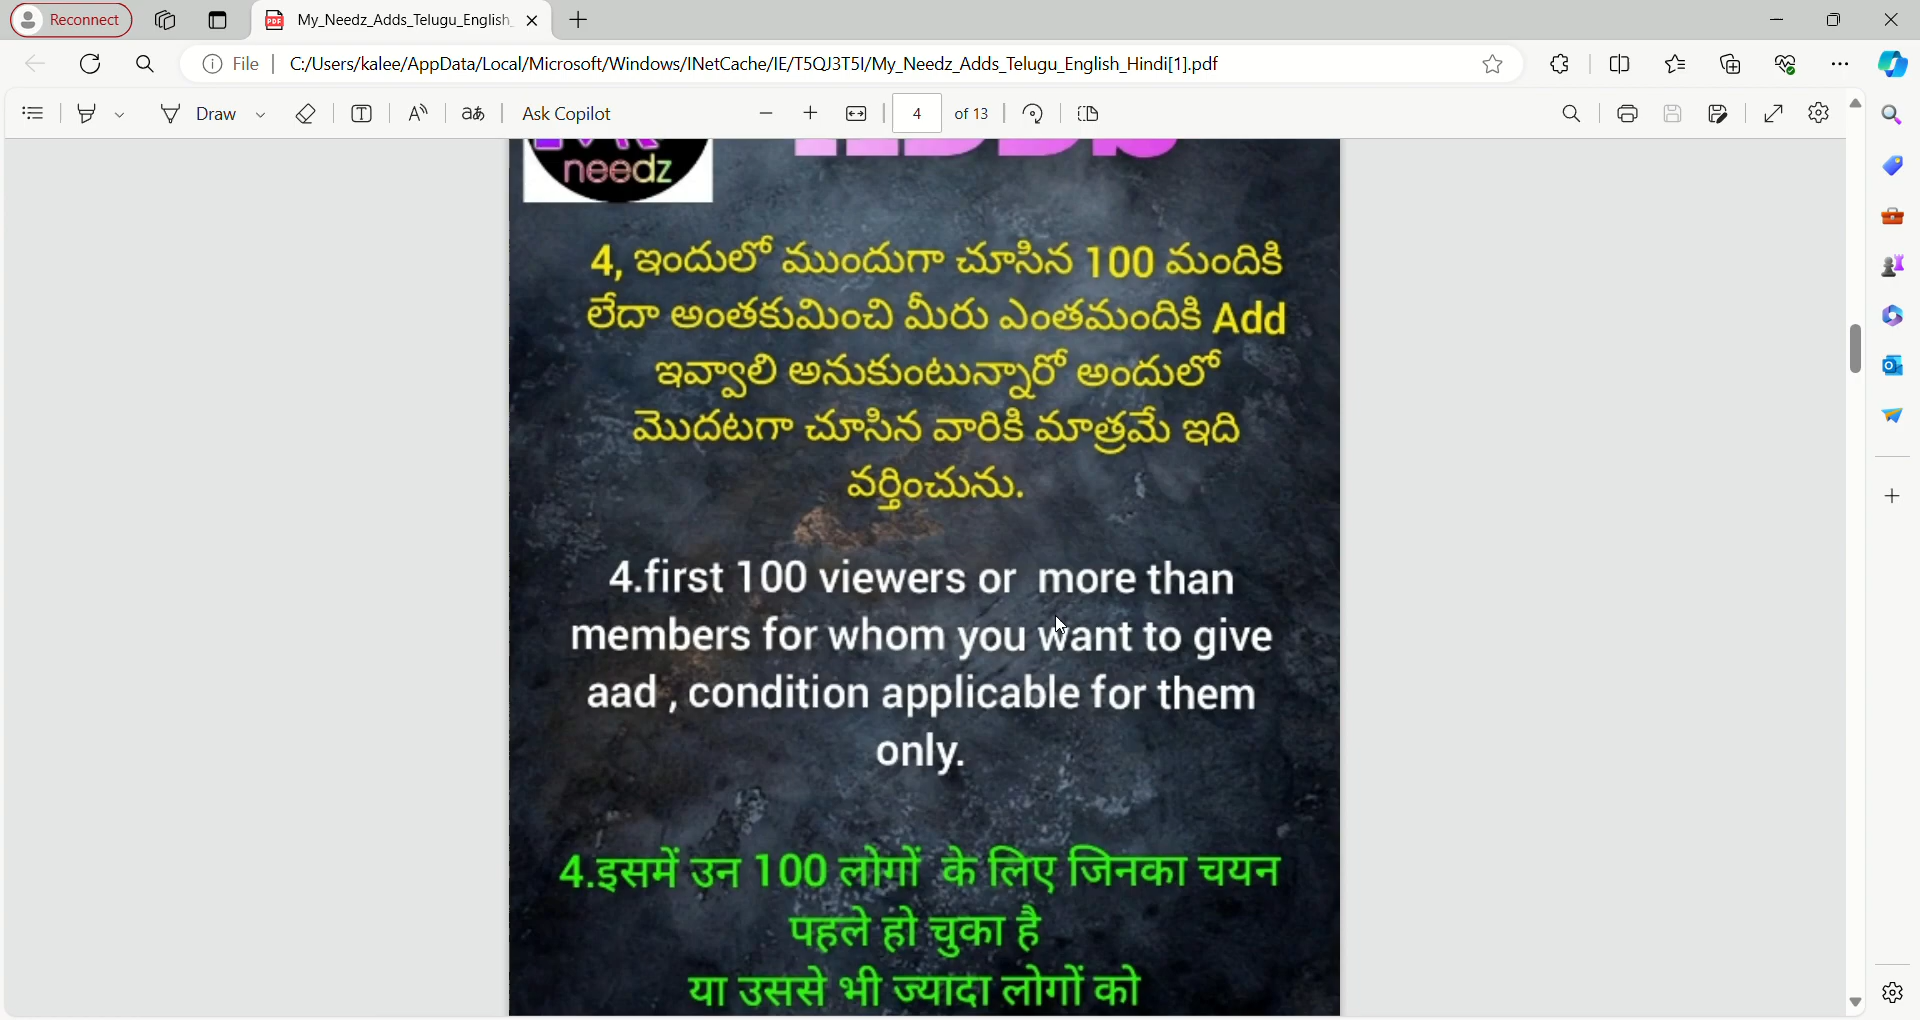 Reconnect
My_Needz_Adds_Telugu_English_
File
C:/Users/kalee/AppData/Local/Microsoft/Windows/INetCache/IE/T5QJ3T5I/My_Needz_Adds_Telugu_English_Hindi[1].pdf
Draw
Ask Copilot
4
of 13
needz
4, ఇందులో ముందుగా చూసిన 100 మందికి
లేదా అంతకుమించి మీరు ఎంతమందికి Add
ఇవ్వాలి అనుకుంటున్నారో అందులో
మొదటగా చూసిన వారికి మాత్రమే ఇది
వర్తించును.
4.first 100 viewers or more than
members for whom you want to give
aad , condition applicable for them
only.
4.इसमें उन 100 लोगों के लिए जिनका चयन
पहले हो चुका है
या उससे भी ज्यादा लोगों को